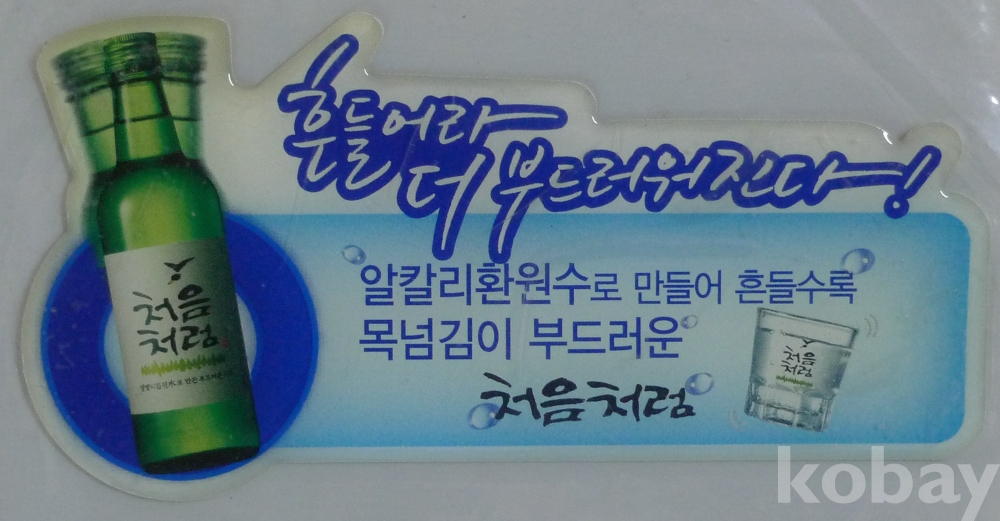 흔들어라
더 부드러워진다!
알칼리환원수로 만들어 흔들수록
목넘김이 부드러운
처음처럼
처음
처럼
처음
처럼
kobay